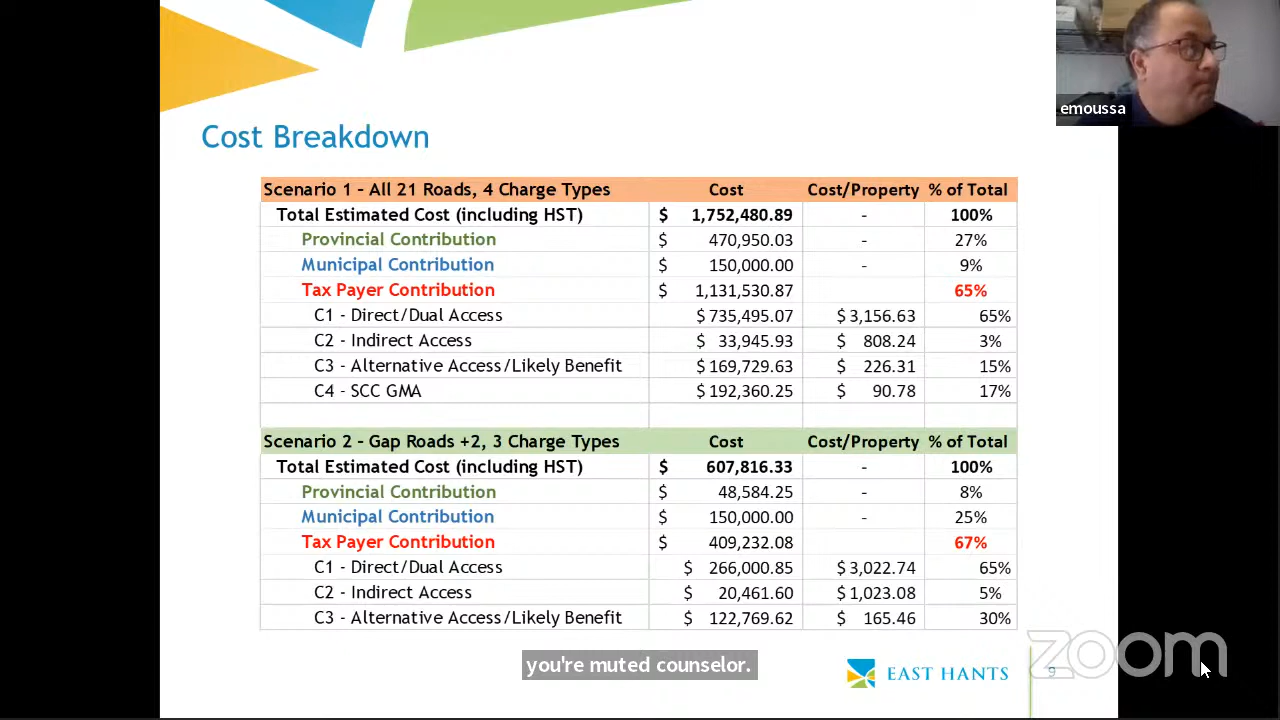 emoussa
Cost Breakdown
Scenario 1 - All 21 Roads, 4 Charge Types Cost Cost/Property % of Total
Total Estimated Cost (including HST) $ 1,752,480.89 - 100%
Provincial Contribution $ 470,950.03 - 27%
Municipal Contribution $ 150,000.00 - 9%
Tax Payer Contribution $ 1,131,530.87 65%
C1 - Direct/Dual Access $ 735,495.07 $ 3,156.63 65%
C2 - Indirect Access $ 33,945.93 $ 808.24 3%
C3 - Alternative Access/Likely Benefit $ 169,729.63 $ 226.31 15%
C4 - SCC GMA $ 192,360.25 $ 90.78 17%
Scenario 2 - Gap Roads +2, 3 Charge Types Cost Cost/Property % of Total
Total Estimated Cost (including HST) $ 607,816.33 - 100%
Provincial Contribution $ 48,584.25 - 8%
Municipal Contribution $ 150,000.00 - 25%
Tax Payer Contribution $ 409,232.08 67%
C1 - Direct/Dual Access $ 266,000.85 $ 3,022.74 65%
C2 - Indirect Access $ 20,461.60 $ 1,023.08 5%
C3 - Alternative Access/Likely Benefit $ 122,769.62 $ 165.46 30%
you're muted counselor.
EAST HANTS
9
zoom